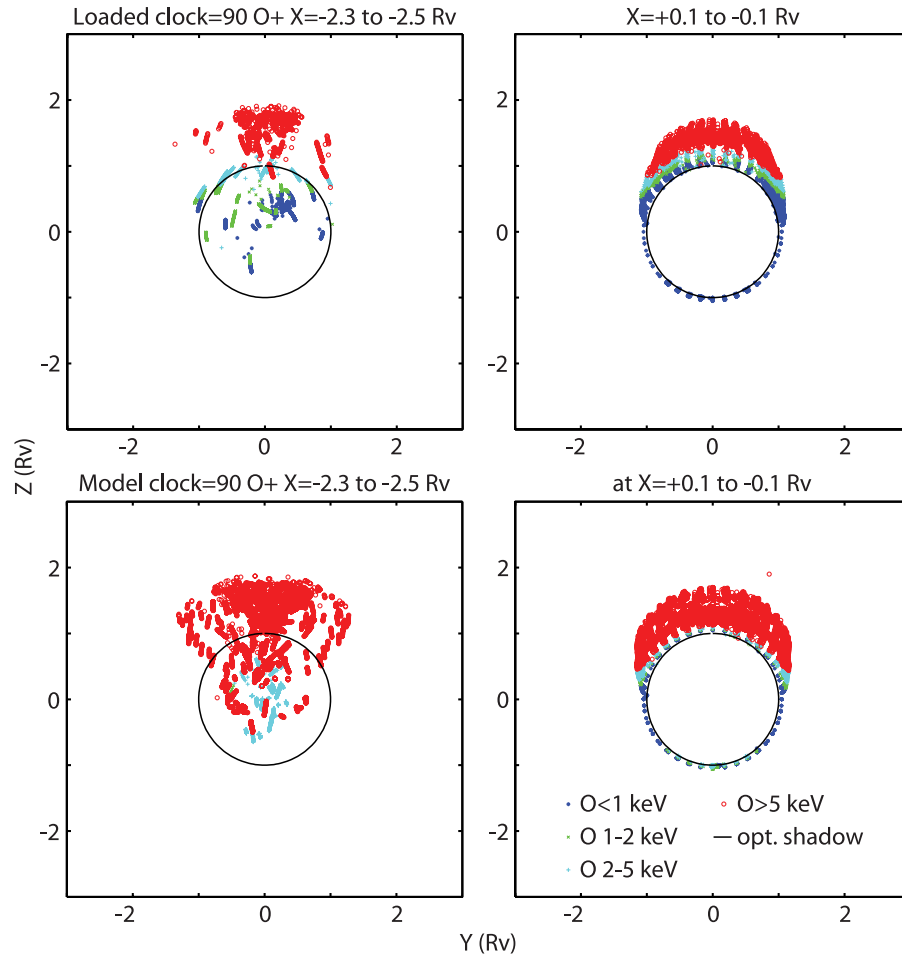 Loaded clock=90 O+ X=-2.3 to -2.5 Rv
X=+0.1 to -0.1 Rv
2
2
0
0
-2
-2
-2 0 2
-2 0 2
Z (Rv)
Model clock=90 O+ X=-2.3 to -2.5 Rv
at X=+0.1 to -0.1 Rv
2
2
0
0
-2
-2
O<1 keV
O>5 keV
O 1-2 keV
opt. shadow
O 2-5 keV
-2 0 2
-2 0 2
Y (Rv)